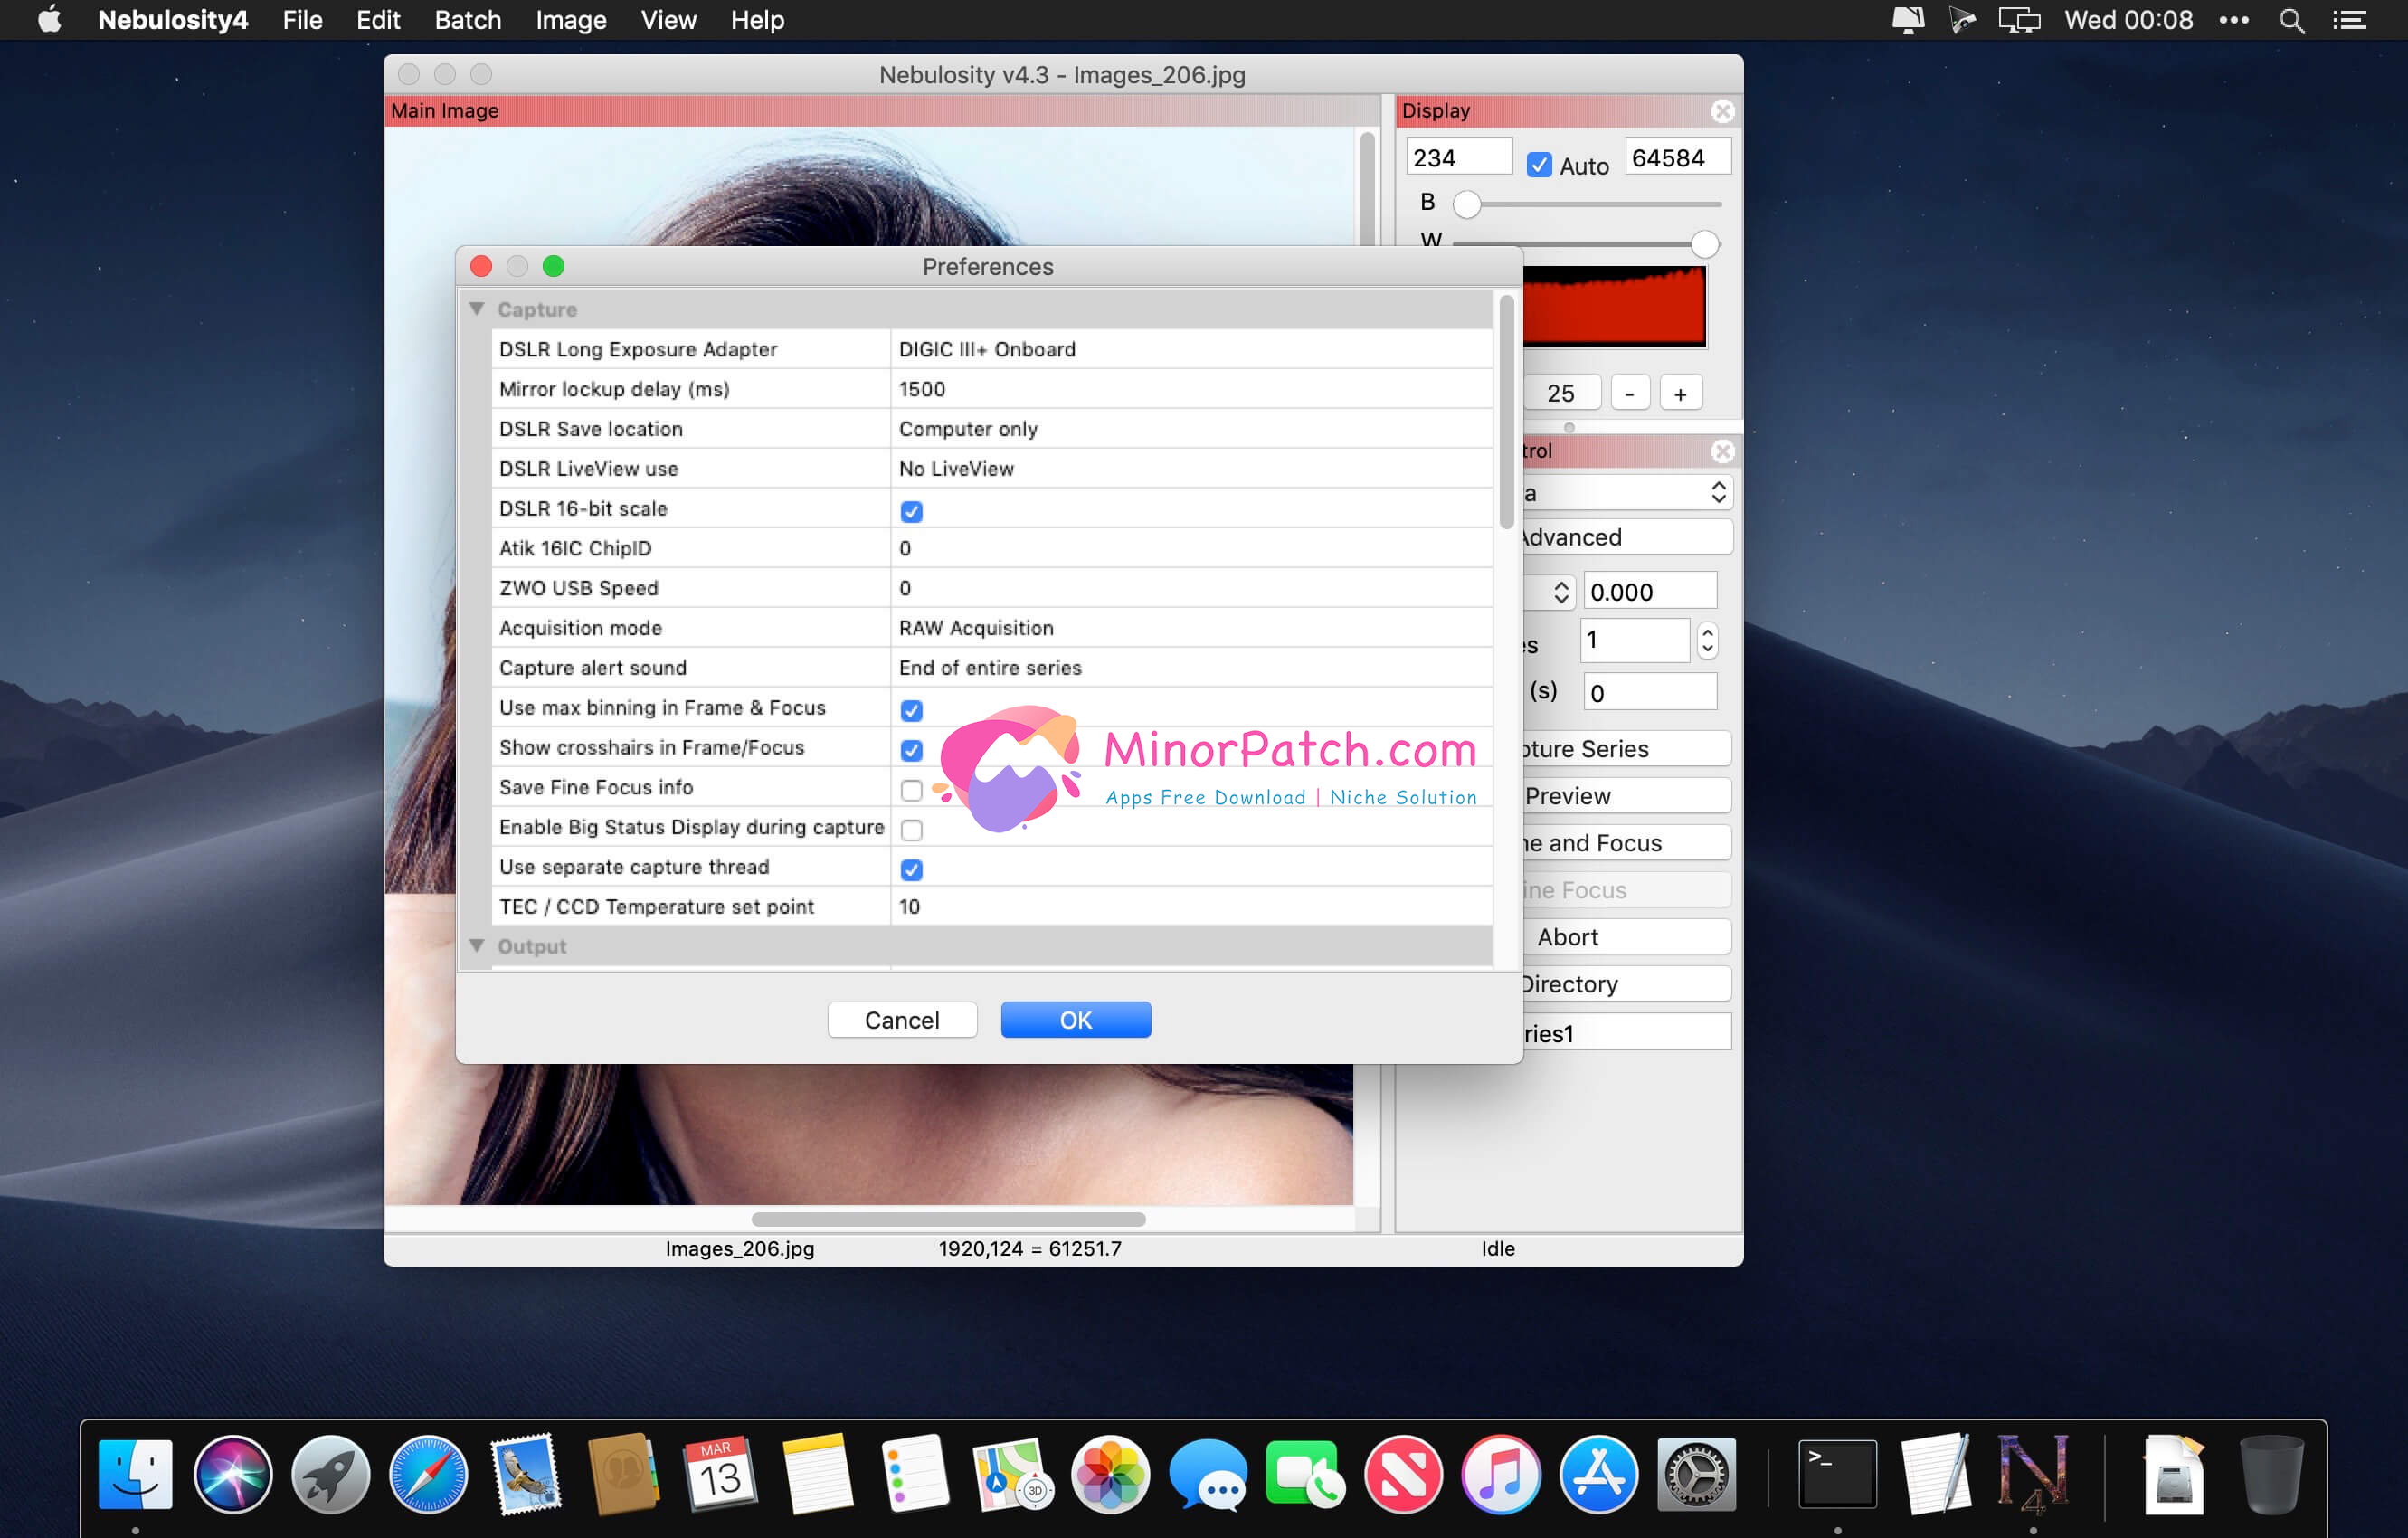 Nebulosity4 File Edit Batch Image View Help
Wed 00:08
Nebulosity v4.3 - Images_206.jpg
Main Image
Display
234
Auto
64584
B
W
25
-
+
Preferences
Capture
DSLR Long Exposure Adapter DIGIC III+ Onboard
Mirror lockup delay (ms) 1500
DSLR Save location Computer only
DSLR LiveView use No LiveView
DSLR 16-bit scale
Atik 16IC ChipID 0
ZWO USB Speed 0
Acquisition mode RAW Acquisition
Capture alert sound End of entire series
Use max binning in Frame & Focus
Show crosshairs in Frame/Focus
Save Fine Focus info
Enable Big Status Display during capture
Use separate capture thread
TEC / CCD Temperature set point 10
Output
Cancel
OK
MinorPatch.com
Apps Free Download | Niche Solution
trol
a
Advanced
0.000
es 1
(s) 0
pture Series
Preview
ne and Focus
ine Focus
Abort
Directory
ries1
Images_206.jpg
1920,124 = 61251.7
Idle
MAR
13
3D
>_
N
4